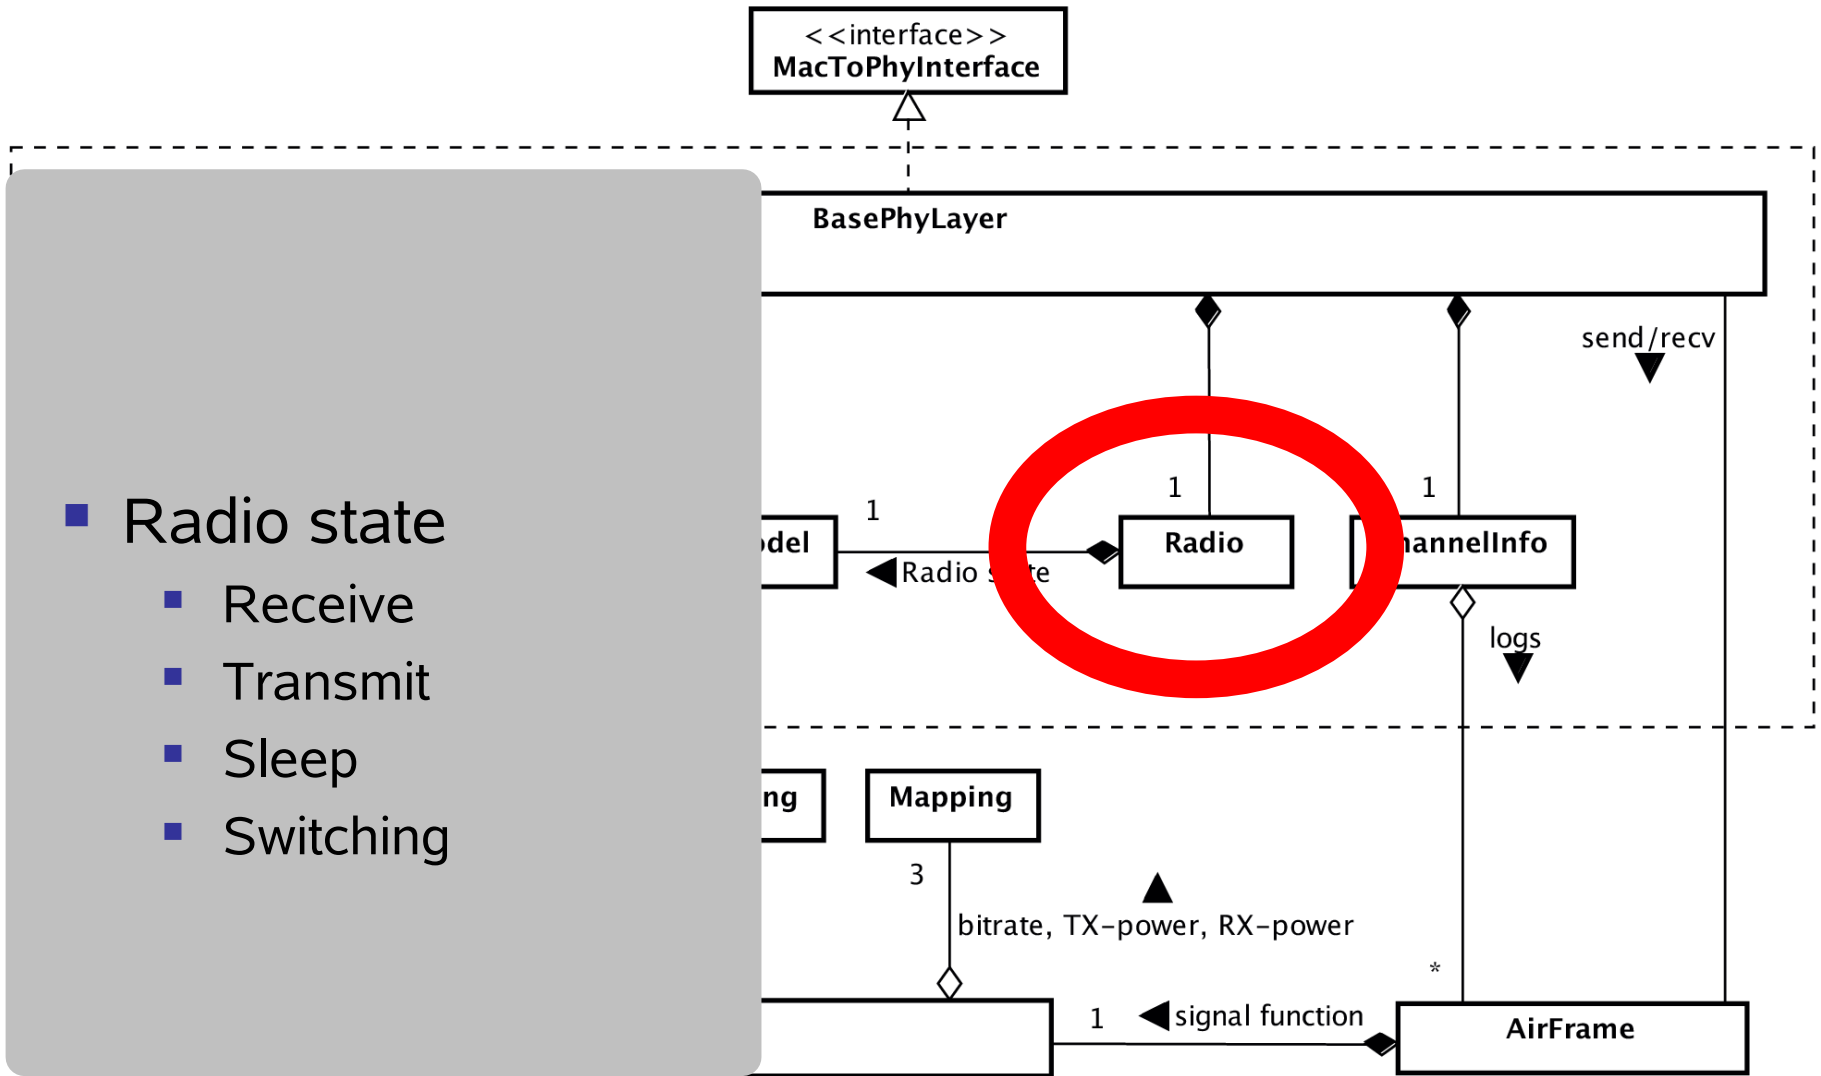 <<interface>>
MacToPhyInterface
BasePhyLayer
send/recv
1
1
1
Radio
Radio
logs
Radio state
Receive
Transmit
Sleep
Switching
Mapping
3
bitrate, TX-power, RX-power
*
1
signal function
AirFrame